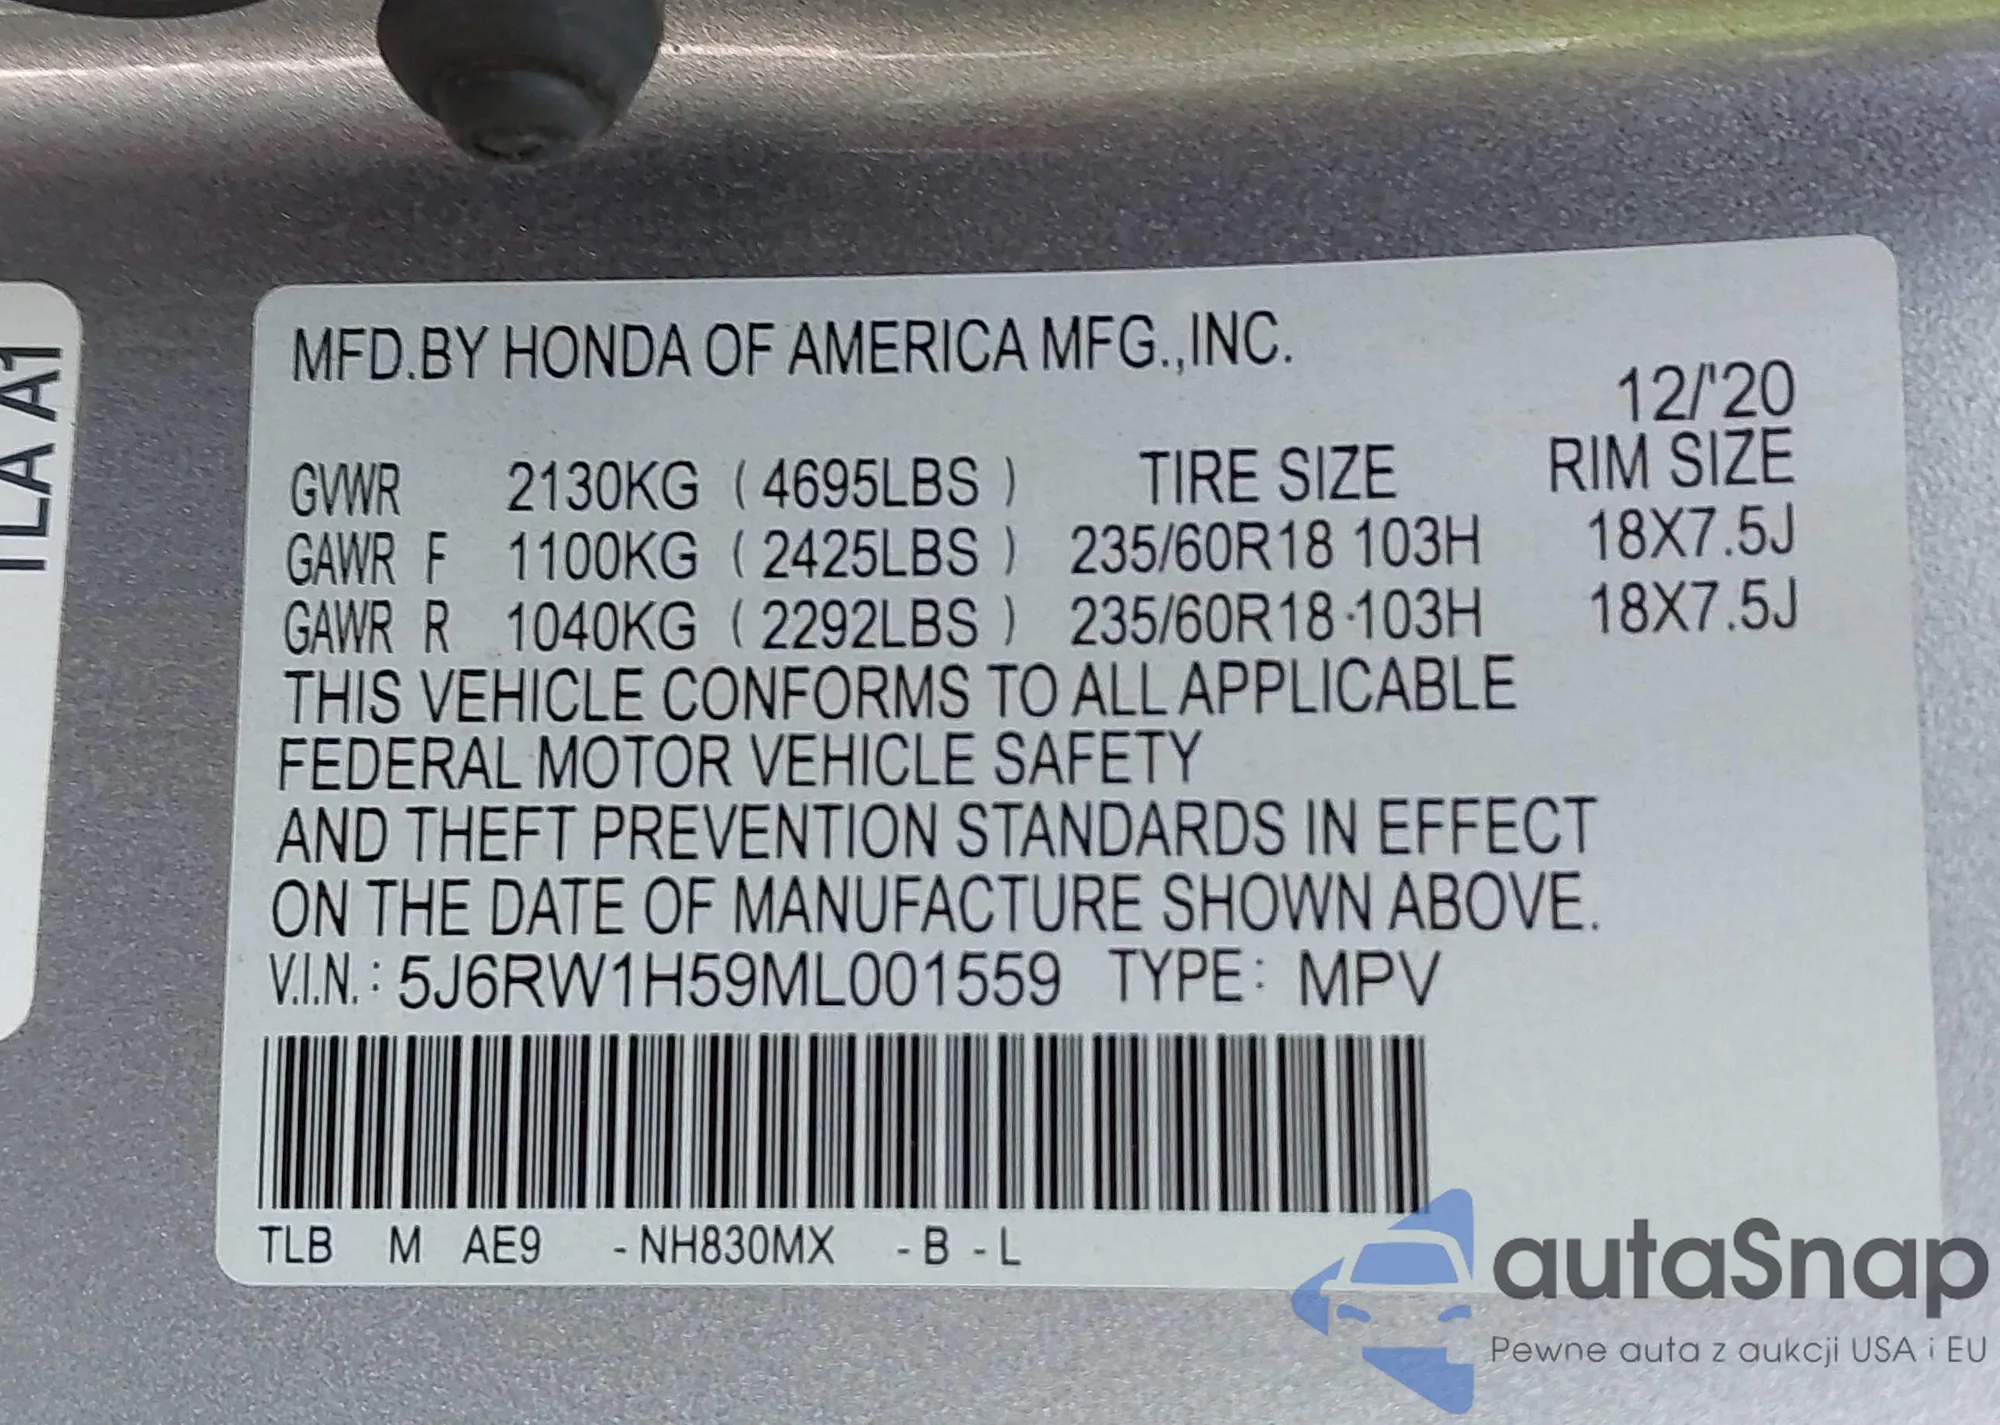 MFD.BY HONDA OF AMERICA MFG.,INC.
12/'20
GVWR 2130KG ( 4695LBS ) TIRE SIZE RIM SIZE
GAWR F 1100KG ( 2425LBS ) 235/60R18 103H 18X7.5J
GAWR R 1040KG ( 2292LBS ) 235/60R18 103H 18X7.5J
THIS VEHICLE CONFORMS TO ALL APPLICABLE
FEDERAL MOTOR VEHICLE SAFETY
AND THEFT PREVENTION STANDARDS IN EFFECT
ON THE DATE OF MANUFACTURE SHOWN ABOVE.
V.I.N.: 5J6RW1H59ML001559 TYPE: MPV
TLB M AE9 -NH830MX -B -L
TLA A1
autaSnap
Pewne auta z aukcji USA i EU